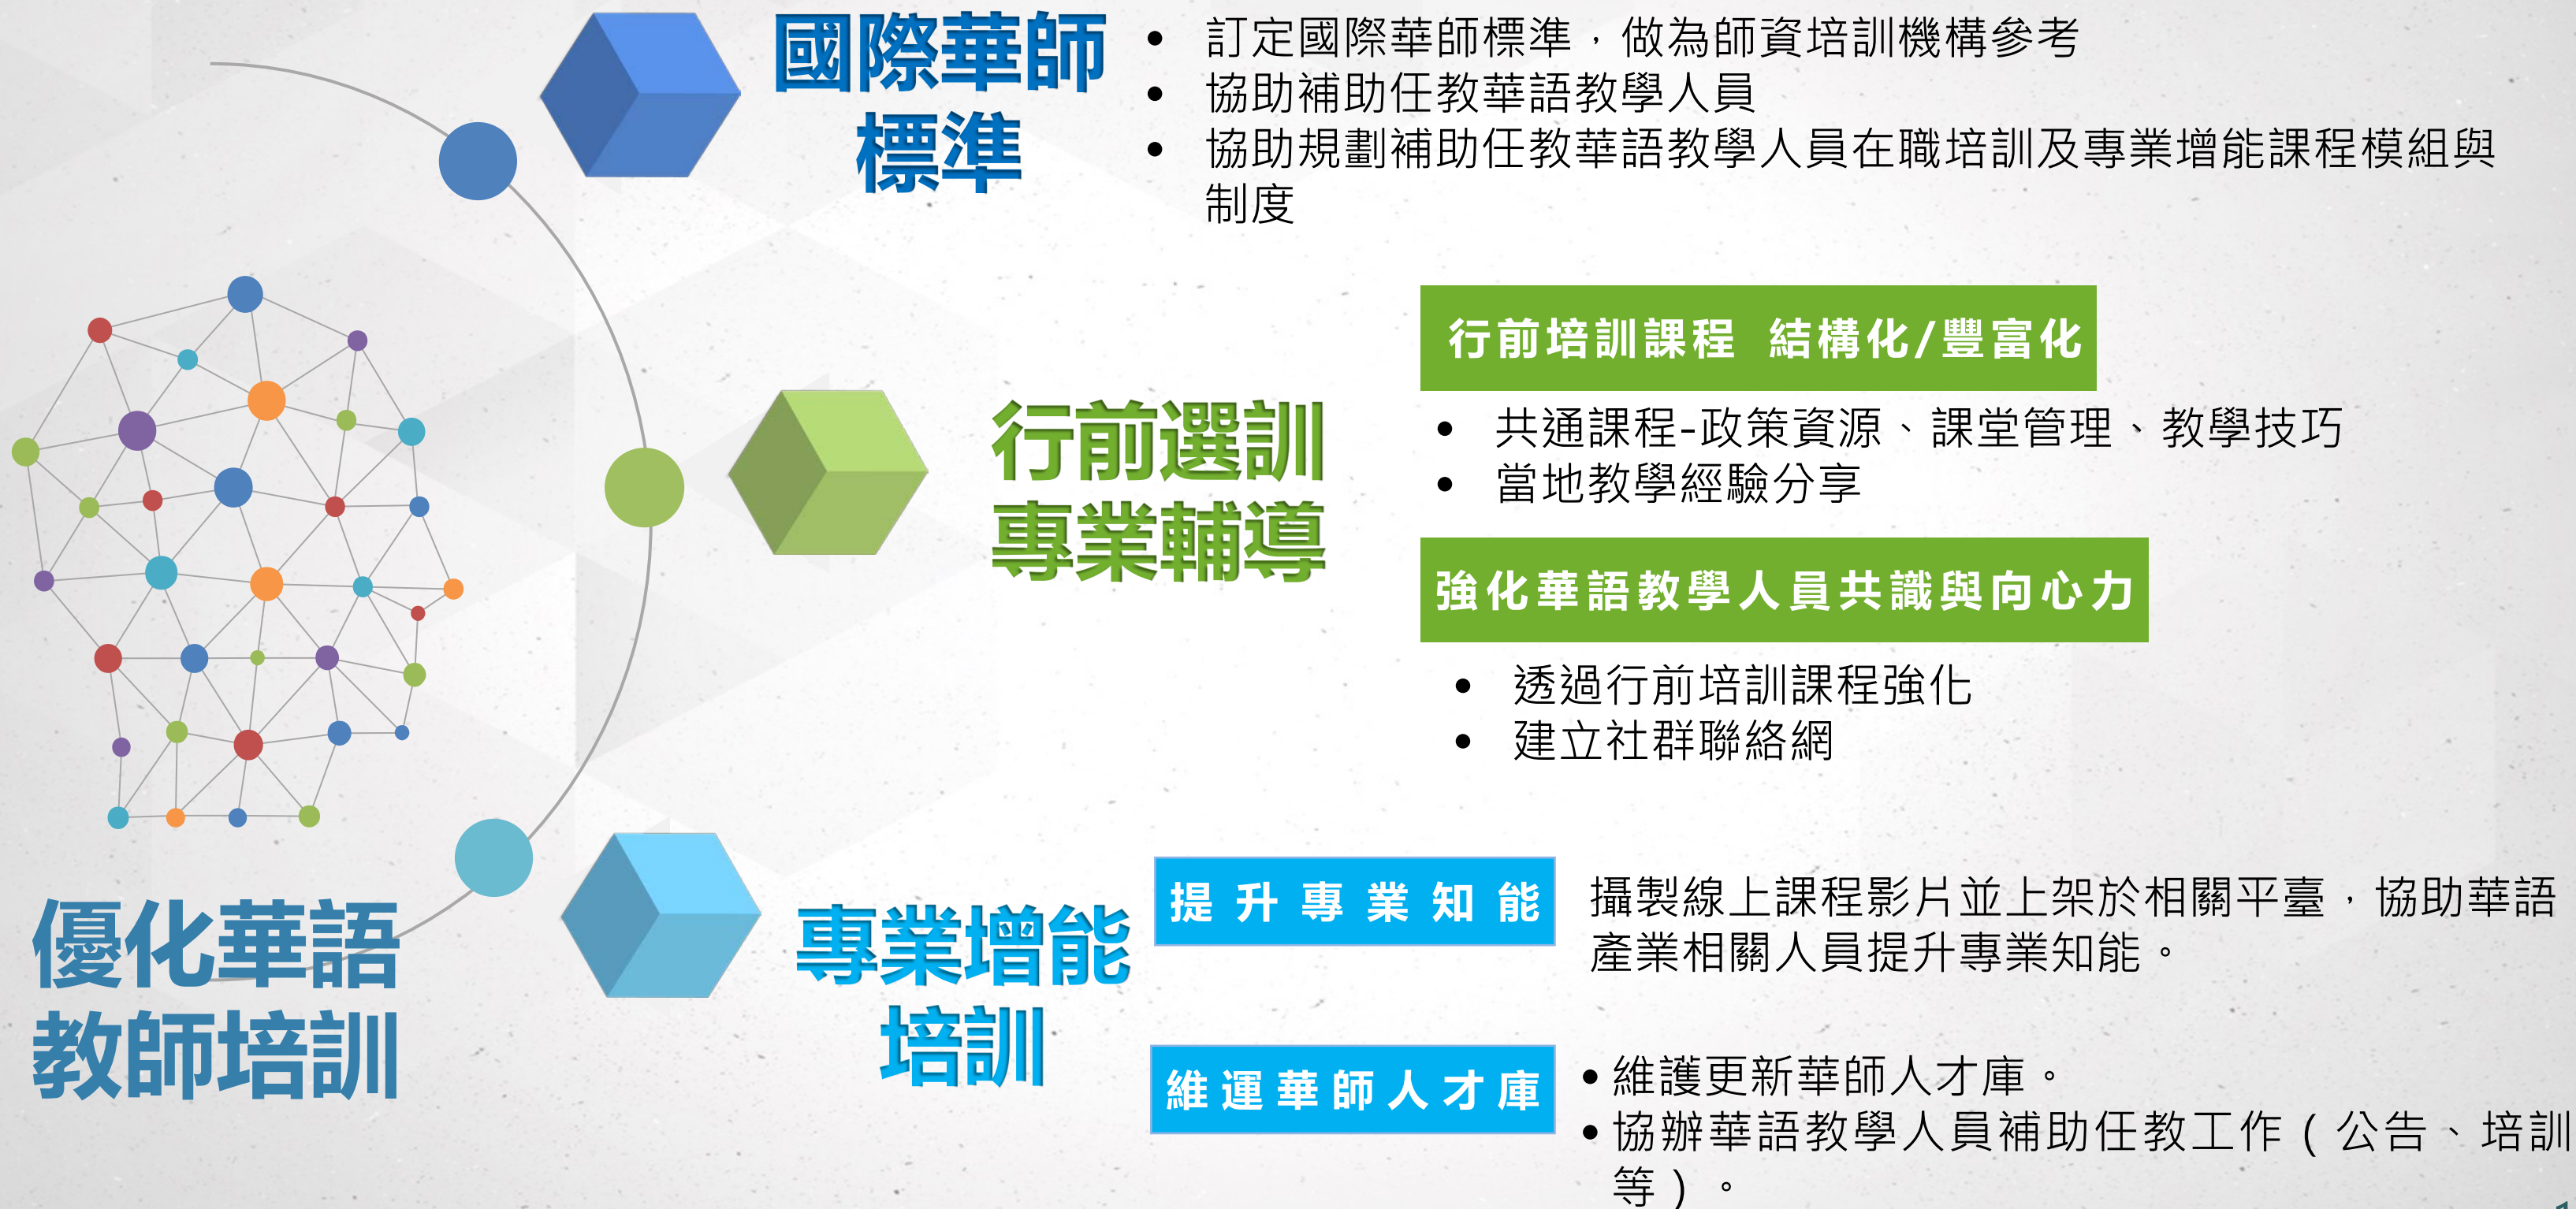 國際華師
標準
• 訂定國際華師標準，做為師資培訓機構參考
• 協助補助任教華語教學人員
• 協助規劃補助任教華語教學人員在職培訓及專業增能課程模組與
制度
行前選訓
專業輔導
行前培訓課程 結構化/豐富化
• 共通課程-政策資源、課堂管理、教學技巧
• 當地教學經驗分享
強化華語教學人員共識與向心力
• 透過行前培訓課程強化
• 建立社群聯絡網
優化華語
教師培訓
專業增能
培訓
提升專業知能
攝製線上課程影片並上架於相關平臺，協助華語
產業相關人員提升專業知能。
維運華師人才庫
•維護更新華師人才庫。
•協辦華語教學人員補助任教工作（公告、培訓
等）。